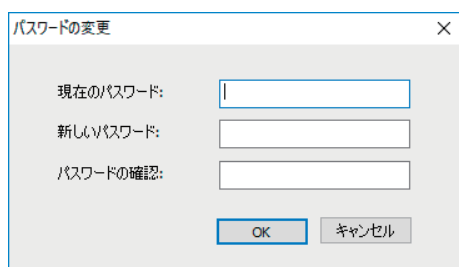 パスワードの変更
現在のパスワード:
新しいパスワード:
パスワードの確認:
OK キャンセル